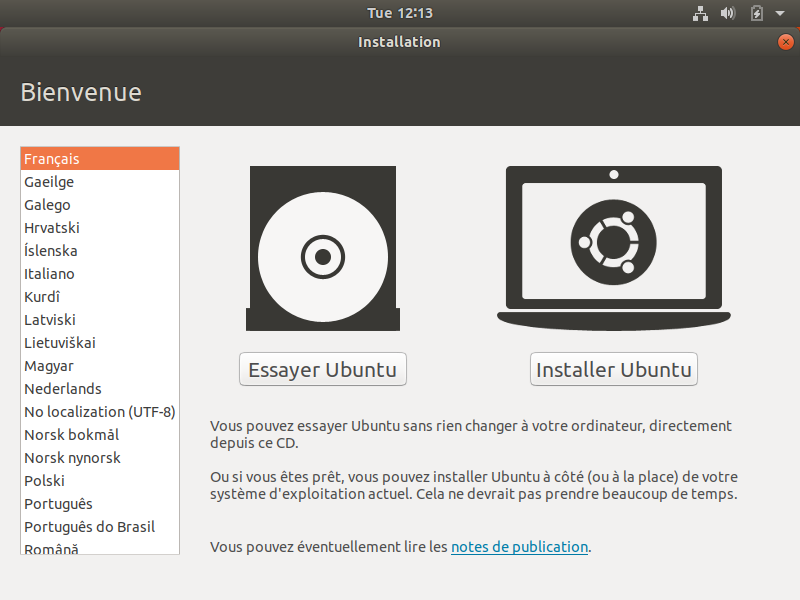 Tue 12:13
Installation
Bienvenue
Français
Gaeilge
Galego
Hrvatski
Íslenska
Italiano
Kurdî
Latviski
Lietuviškai
Magyar
Nederlands
No localization (UTF-8)
Norsk bokmål
Norsk nynorsk
Polski
Português
Português do Brasil
Română
Essayer Ubuntu
Installer Ubuntu
Vous pouvez essayer Ubuntu sans rien changer à votre ordinateur, directement
depuis ce CD.
Ou si vous êtes prêt, vous pouvez installer Ubuntu à côté (ou à la place) de votre
système d'exploitation actuel. Cela ne devrait pas prendre beaucoup de temps.
Vous pouvez éventuellement lire les notes de publication.